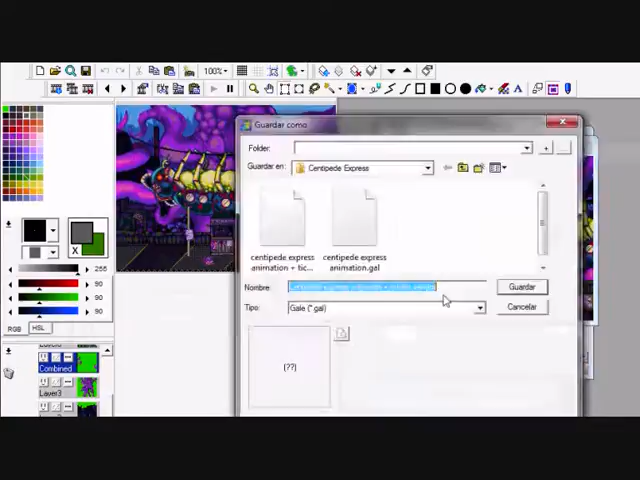 100%
Guardar como
Folder:
Guardar en: Centipede Express
centipede express animation + tic...
centipede express animation.gal
Nombre
Guardar
Tipo: Gale (*.gal)
Cancelar
(??)
X
255
90
90
90
RGB HSL
Combined
Layer3